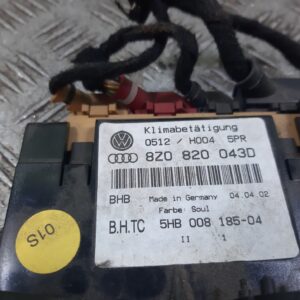 Klimabetätigung
0512 / H004 5PR
8Z0 820 043D
BHB Made in Germany 04.04.02
Farbe: Soul
B.H.TC 5HB 008 185-04
II 1
01S